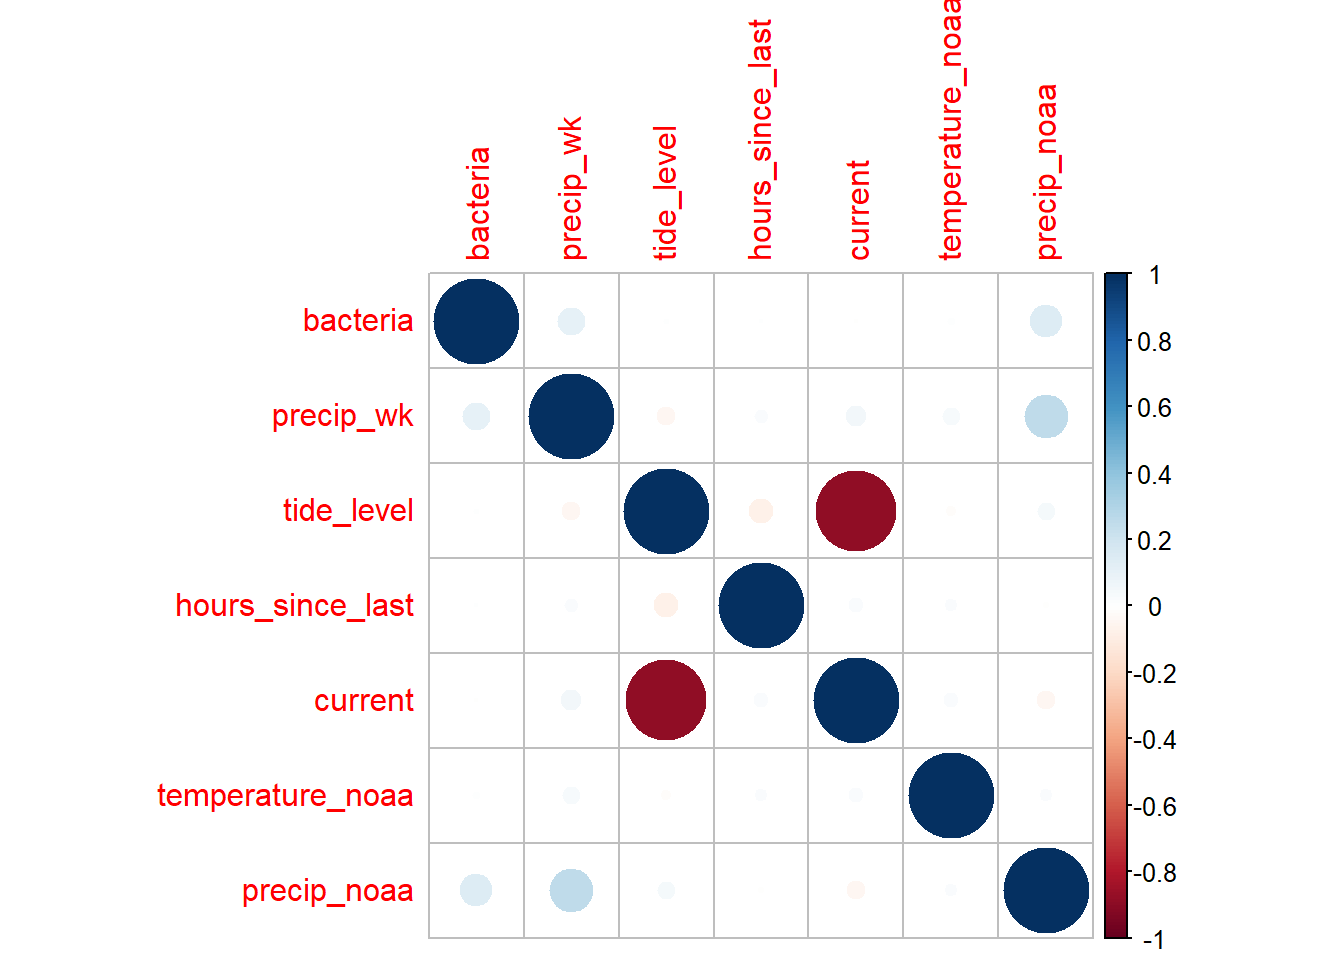 bacteria
precip_wk
tide_level
hours_since_last
current
temperature_noaa
precip_noaa
bacteria
precip_wk
tide_level
hours_since_last
current
temperature_noaa
precip_noaa
1
0.8
0.6
0.4
0.2
0
-0.2
-0.4
-0.6
-0.8
-1